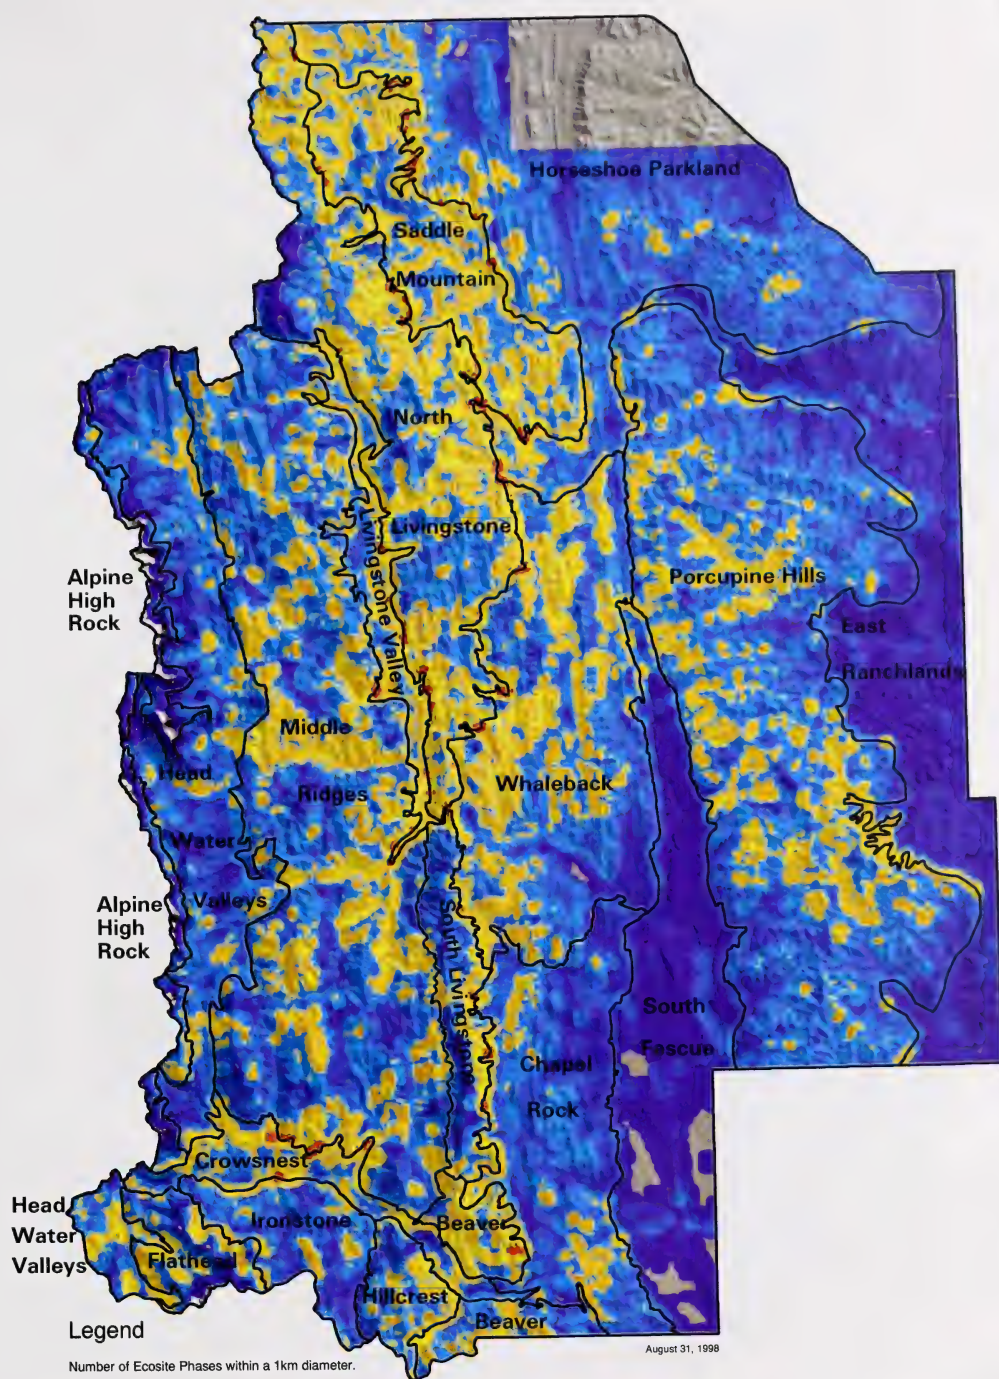 Horseshoe Parkland
Saddle
Mountain
North
Livingstone
Livingstone Valley
Porcupine Hills
Alpine
High
Rock
East
Ranchlands
Middle
Ridges
Head
Water
Valleys
Whaleback
Alpine
High
Rock
South Livingstone
South
Fescue
Chapel
Rock
Crowsnest
Head
Water
Valleys
Ironstone
Beaver
Flathead
Hillcrest
Beaver
Legend
August 31, 1998
Number of Ecosite Phases within a 1km diameter.